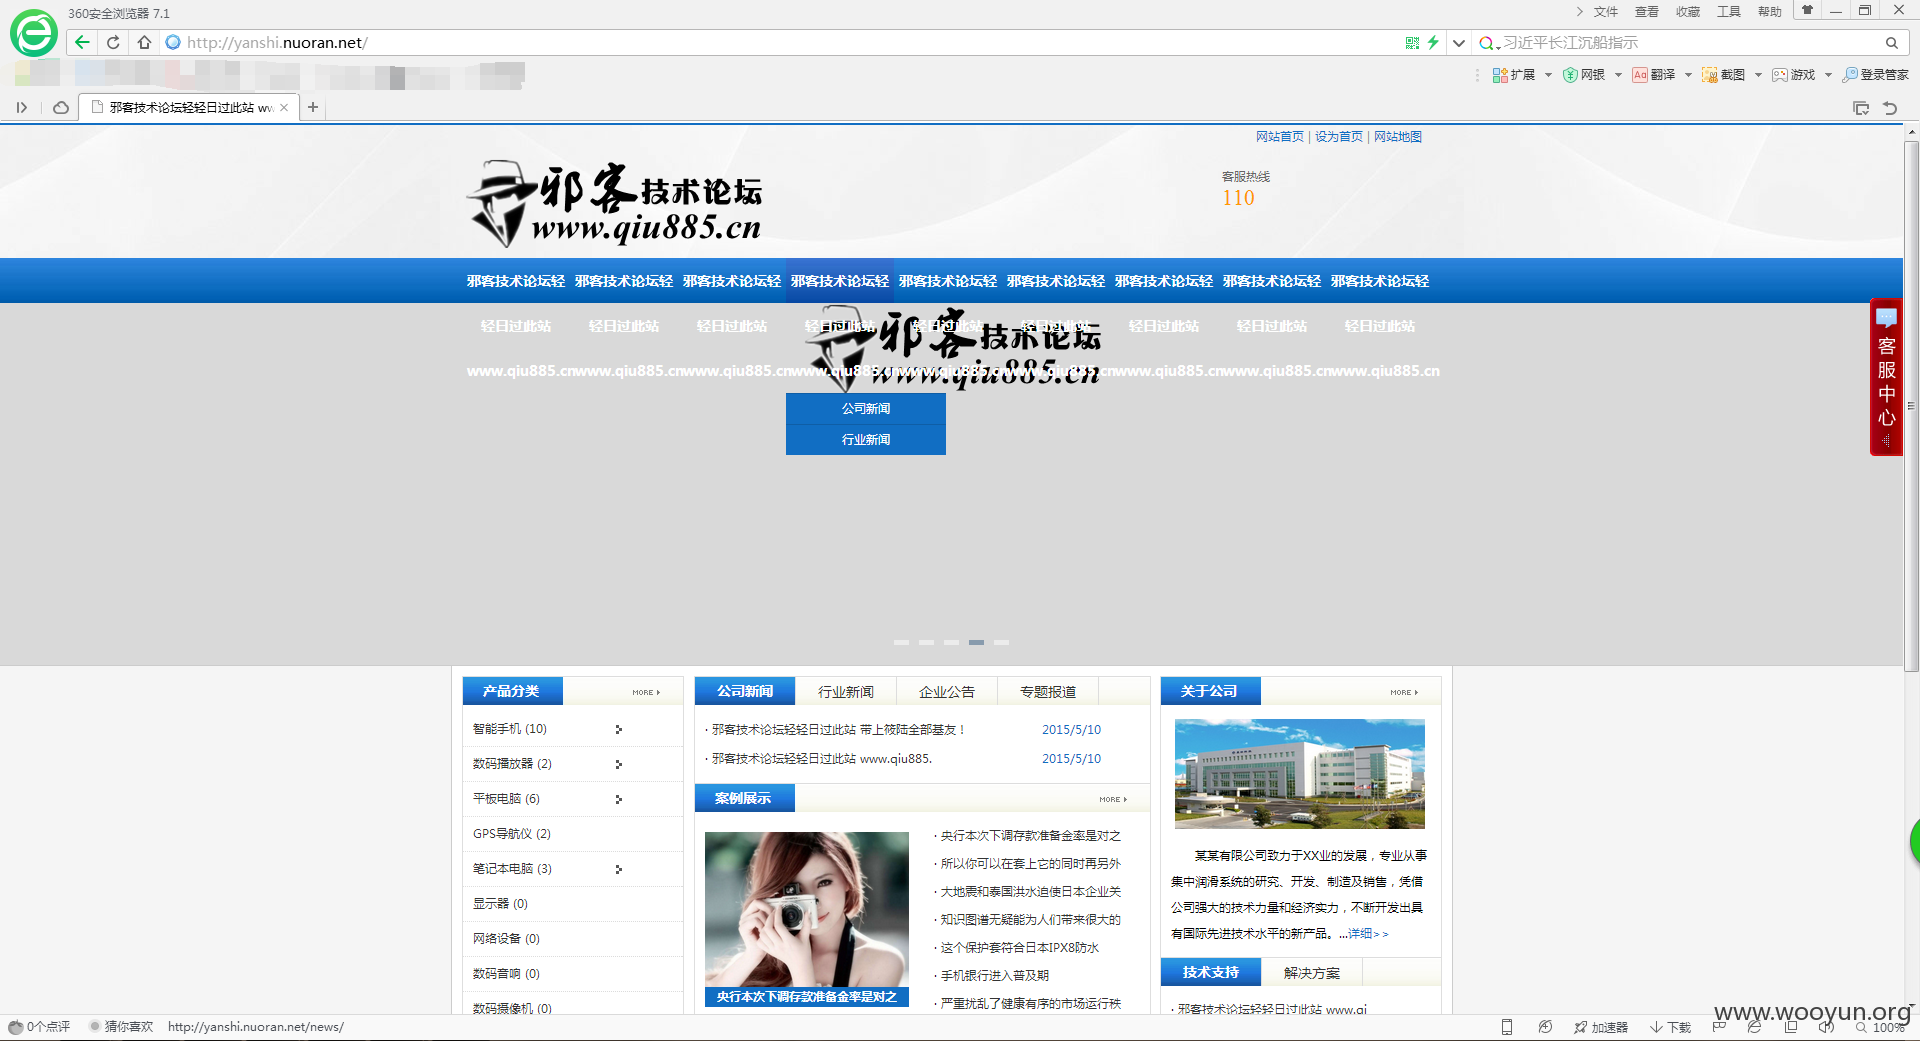 360安全浏览器 7.1
文件 查看 收藏 工具 帮助
http://yanshi.nuoran.net/
习近平长江沉船指示
扩展 网银 翻译 截图 游戏 登录管家
邪客技术论坛轻轻日过此站 ww
网站首页 | 设为首页 | 网站地图
邪客技术论坛
www.qiu885.cn
客服热线
110
邪客技术论坛轻 邪客技术论坛轻 邪客技术论坛轻 邪客技术论坛轻 邪客技术论坛轻 邪客技术论坛轻 邪客技术论坛轻 邪客技术论坛轻 邪客技术论坛轻
轻日过此站 轻日过此站 轻日过此站 轻日过此站 轻日过此站 轻日过此站 轻日过此站 轻日过此站 轻日过此站
www.qiu885.cn www.qiu885.cn www.qiu885.cn www.qiu885.cn www.qiu885.cn www.qiu885.cn www.qiu885.cn www.qiu885.cn www.qiu885.cn
邪客技术论坛
www.qiu885.cn
公司新闻
行业新闻
客服中心
产品分类 MORE
智能手机 (10)
数码播放器 (2)
平板电脑 (6)
GPS导航仪 (2)
笔记本电脑 (3)
显示器 (0)
网络设备 (0)
数码音响 (0)
数码摄像机 (0)
公司新闻 行业新闻 企业公告 专题报道
· 邪客技术论坛轻轻日过此站 带上筱陆全部基友！ 2015/5/10
· 邪客技术论坛轻轻日过此站 www.qiu885. 2015/5/10
案例展示 MORE
央行本次下调存款准备金率是对之
· 央行本次下调存款准备金率是对之
· 所以你可以在套上它的同时再另外
· 大地震和泰国洪水迫使日本企业关
· 知识图谱无疑能为人们带来很大的
· 这个保护套符合日本IPX8防水
· 手机银行进入普及期
· 严重扰乱了健康有序的市场运行秩
关于公司 MORE
某某有限公司致力于XX业的发展，专业从事
集中润滑系统的研究、开发、制造及销售，凭借
公司强大的技术力量和经济实力，不断开发出具
有国际先进技术水平的新产品。...详细>>
技术支持 解决方案
· 邪客技术论坛轻轻日过此站 www.qi
www.wooyun.org
0个点评 猜你喜欢 http://yanshi.nuoran.net/news/
加速器 下载 100%